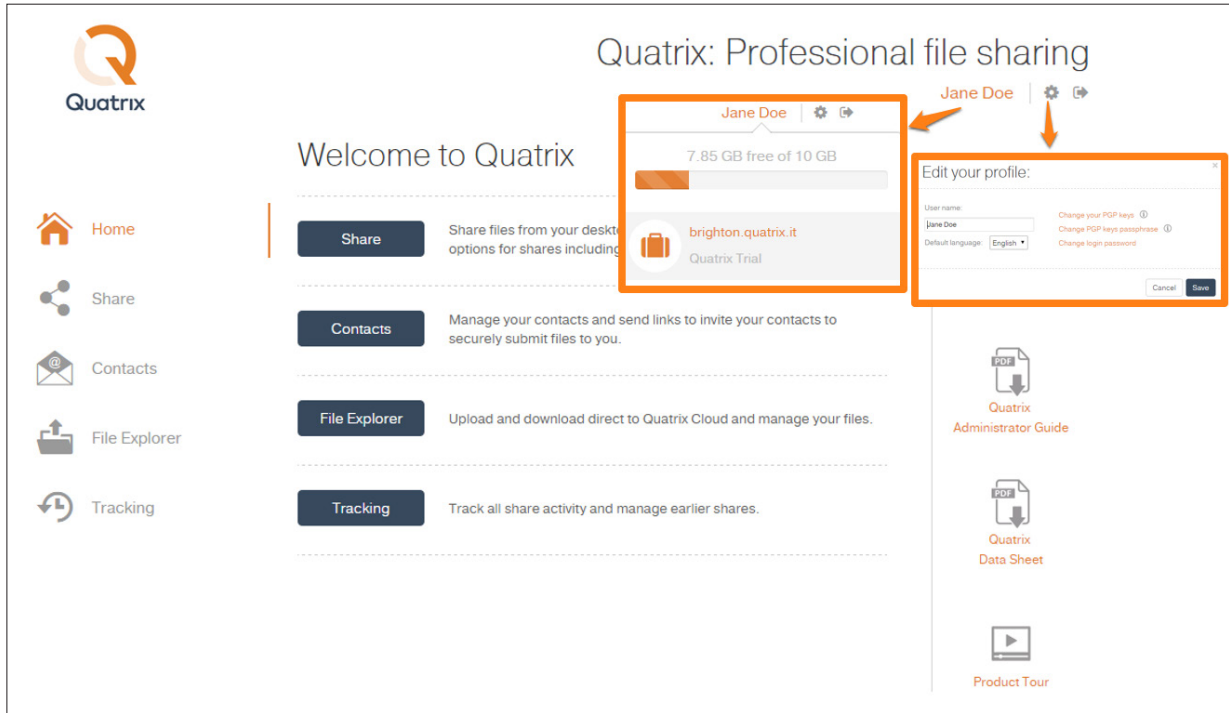 Quatrix
Quatrix: Professional file sharing
Jane Doe
Jane Doe
7.85 GB free of 10 GB
brighton.quatrix.it
Quatrix Trial
Edit your profile:
×
User name:
Jane Doe
Default language: English
Change your PGP keys
Change PGP keys passphrase
Change login password
Cancel Save
Welcome to Quatrix
Home
Share
Contacts
File Explorer
Tracking
Share
Share files from your deskt
options for shares including
Contacts
Manage your contacts and send links to invite your contacts to
securely submit files to you.
File Explorer
Upload and download direct to Quatrix Cloud and manage your files.
Tracking
Track all share activity and manage earlier shares.
PDF
Quatrix
Administrator Guide
PDF
Quatrix
Data Sheet
Product Tour